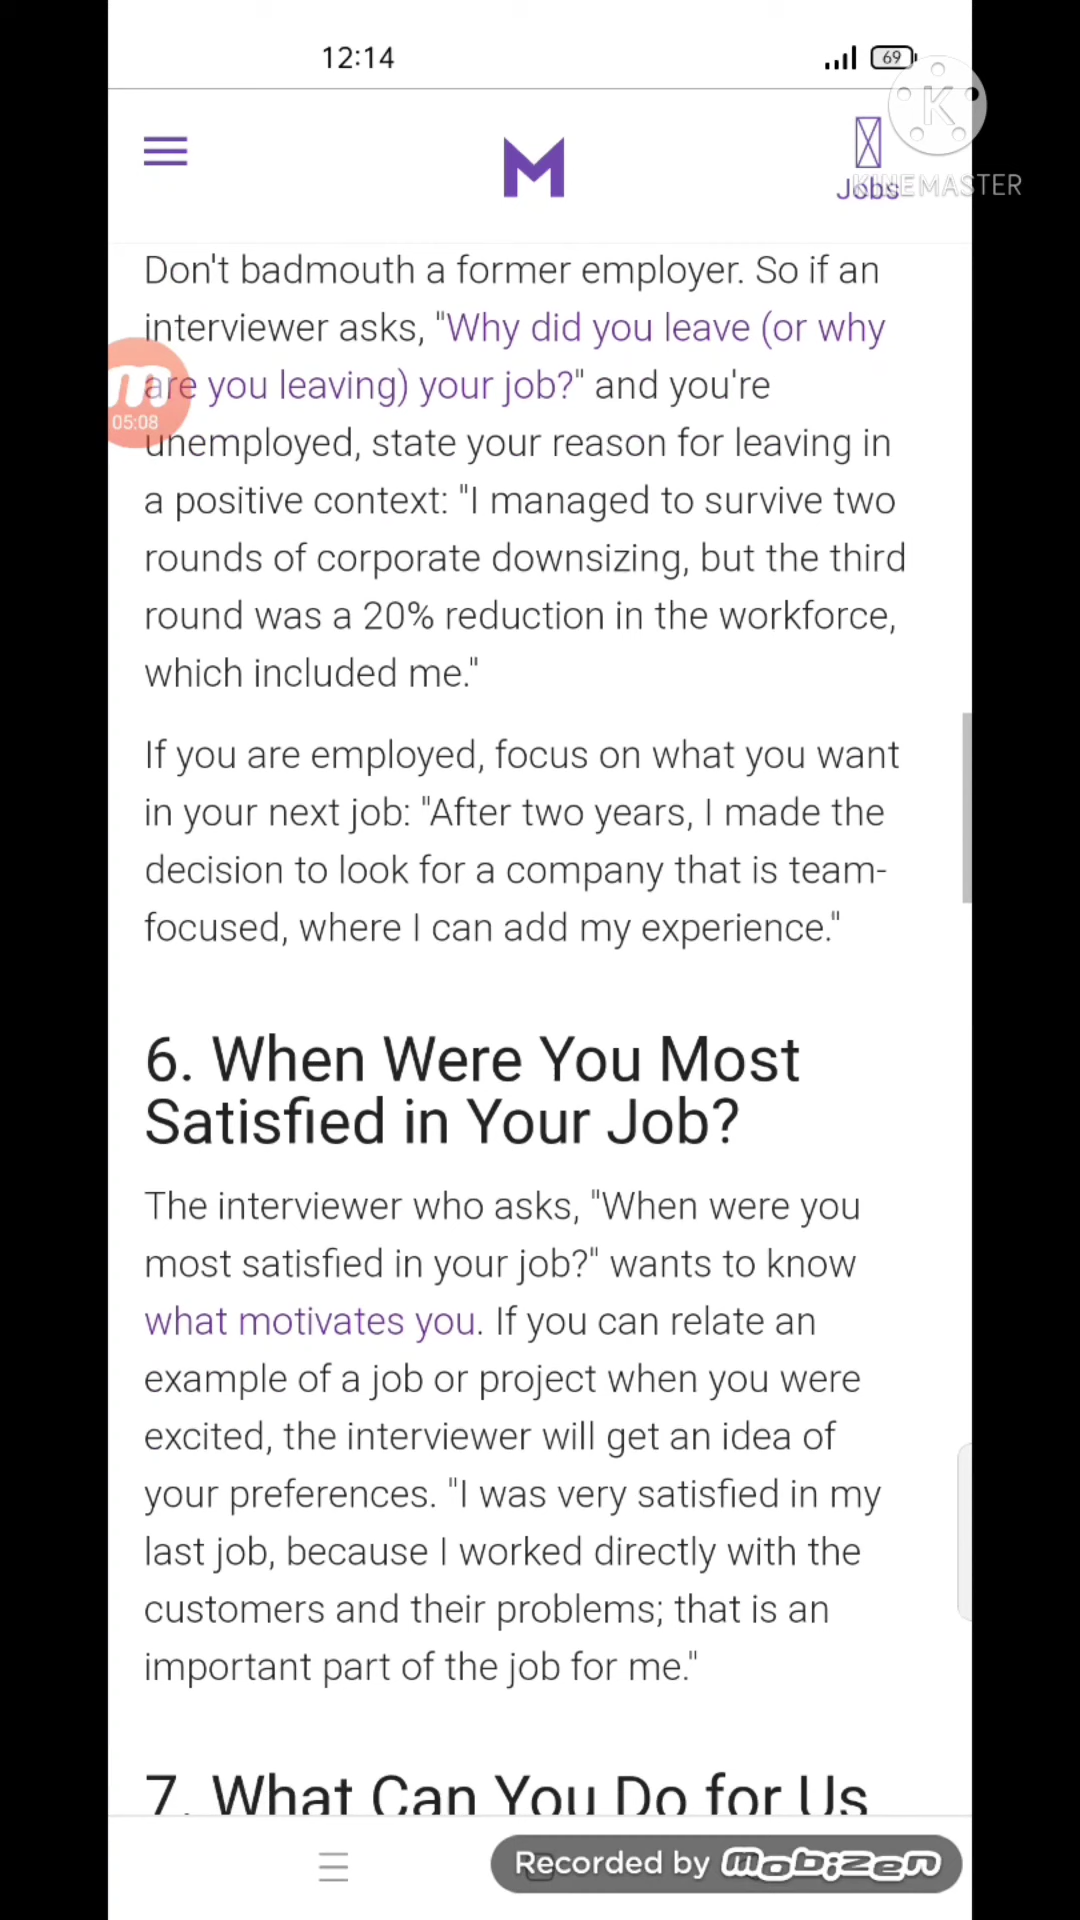 12:14
69
K
Jobs
KINEMASTER
Don't badmouth a former employer. So if an
interviewer asks, "Why did you leave (or why
are you leaving) your job?" and you're
unemployed, state your reason for leaving in
a positive context: "I managed to survive two
rounds of corporate downsizing, but the third
round was a 20% reduction in the workforce,
which included me."
m
05:08
If you are employed, focus on what you want
in your next job: "After two years, I made the
decision to look for a company that is team-
focused, where I can add my experience."
6. When Were You Most
Satisfied in Your Job?
The interviewer who asks, "When were you
most satisfied in your job?" wants to know
what motivates you. If you can relate an
example of a job or project when you were
excited, the interviewer will get an idea of
your preferences. "I was very satisfied in my
last job, because I worked directly with the
customers and their problems; that is an
important part of the job for me."
7. What Can You Do for Us
Recorded by mobizen